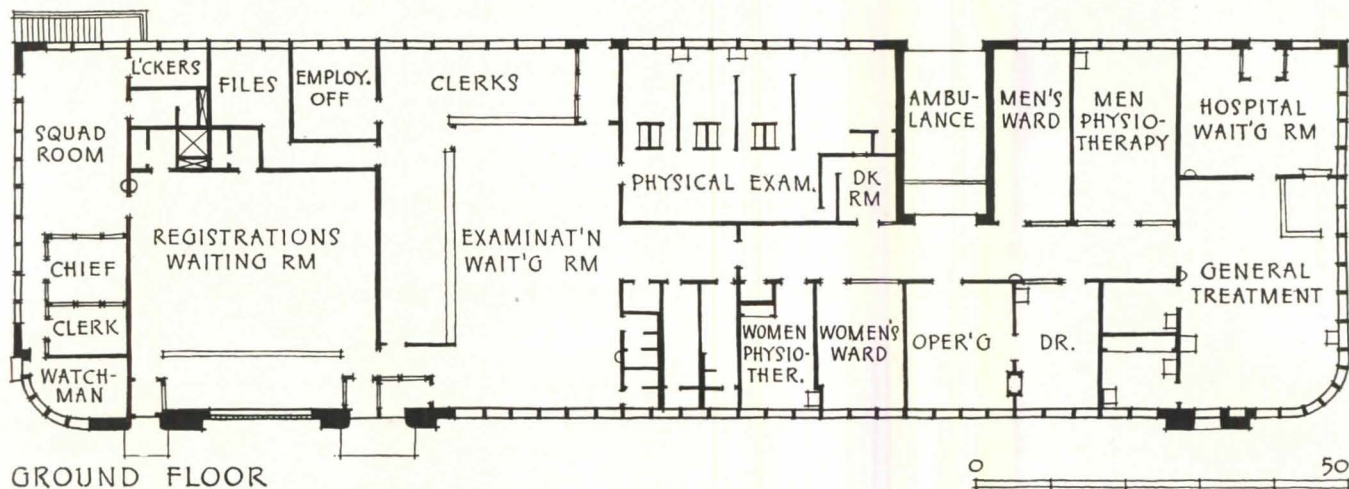 L'CKERS
FILES
EMPLOY.
OFF
CLERKS
SQUAD
ROOM
PHYSICAL EXAM.
DK
RM
AMBU-
LANCE
MEN'S
WARD
MEN
PHYSIO-
THERAPY
HOSPITAL
WAIT'G RM
REGISTRATIONS
WAITING RM
EXAMINAT'N
WAIT'G RM
CHIEF
CLERK
WATCH-
MAN
WOMEN
PHYSIO-
THER.
WOMEN'S
WARD
OPER'G
DR.
GENERAL
TREATMENT
GROUND FLOOR
0 50